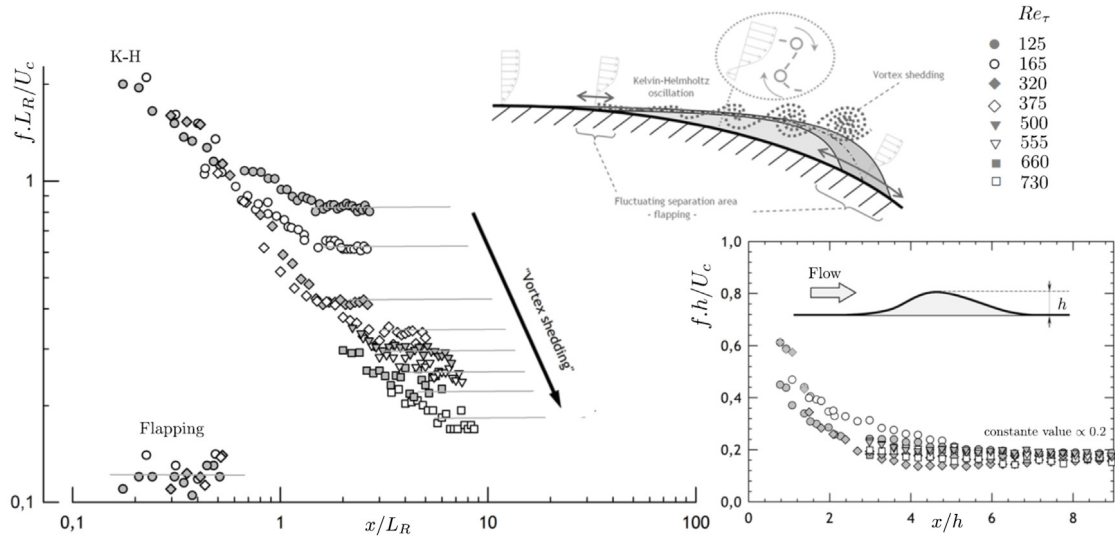 K-H
f.L_R/U_c
1
0,1
0,1
1
10
100
x/L_R
Flapping
"Vortex shedding"
Kelvin-Helmholtz
oscillation
Vortex shedding
Fluctuating separation area
- flapping -
Re_τ
125
165
320
375
500
555
660
730
f.h/U_c
1,0
0,8
0,6
0,4
0,2
0,0
Flow
h
constante value ∝ 0.2
0
2
4
6
8
x/h